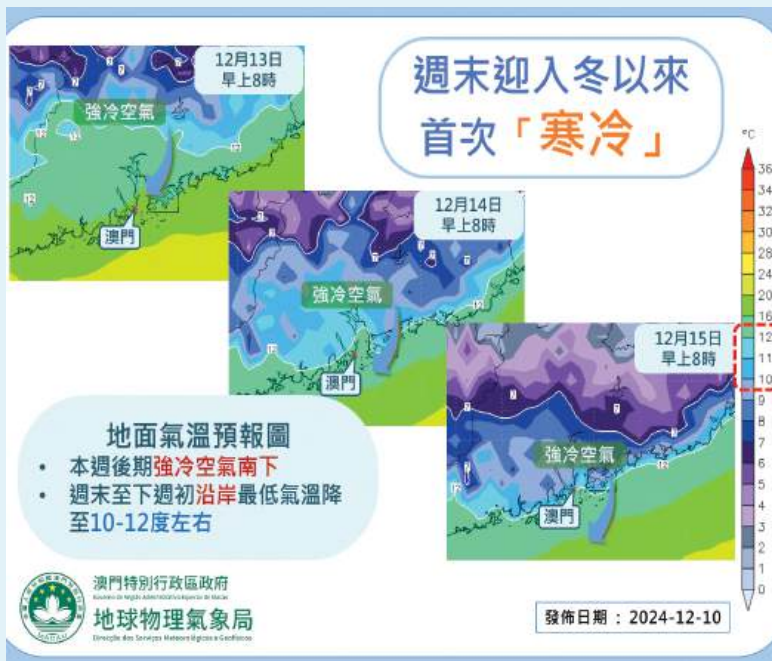 週末迎入冬以來
首次「寒冷」
12月13日
早上8時
強冷空氣
澳門
12月14日
早上8時
強冷空氣
澳門
12月15日
早上8時
強冷空氣
澳門
°C
36
34
32
30
28
24
20
16
12
11
10
9
8
7
6
5
4
3
2
1
0
地面氣溫預報圖
• 本週後期強冷空氣南下
• 週末至下週初沿岸最低氣溫降
至10-12度左右
澳門特別行政區政府
地球物理氣象局
Direcção dos Serviços Meteorológicos e Geofísicos
發佈日期：2024-12-10